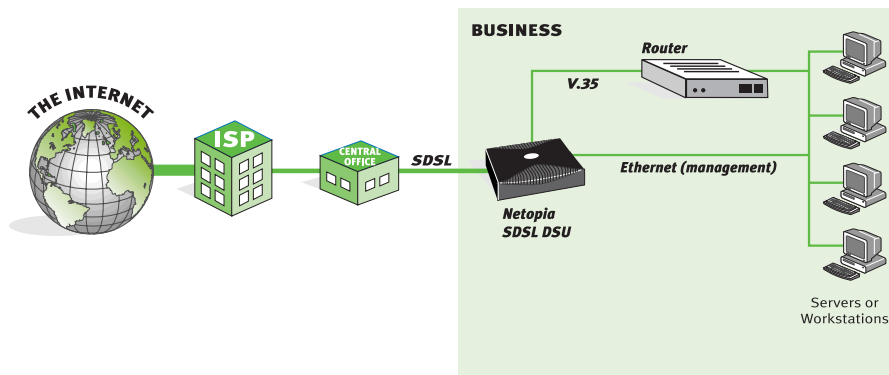 BUSINESS
Router
V.35
THE INTERNET
ISP
CENTRAL
OFFICE
SDSL
Ethernet (management)
Netopia
SDSL DSU
Servers or
Workstations